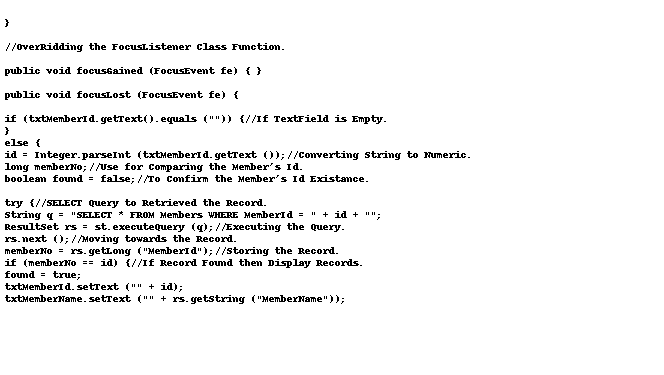 }
//OverRidding the FocusListener Class Function.
public void focusGained (FocusEvent fe) { }
public void focusLost (FocusEvent fe) {
if (txtMemberId.getText().equals ("")) {//If TextField is Empty.
}
else {
id = Integer.parseInt (txtMemberId.getText ());//Converting String to Numeric.
long memberNo;//Use for Comparing the Member's Id.
boolean found = false;//To Confirm the Member's Id Existance.
try {//SELECT Query to Retrieved the Record.
String q = "SELECT * FROM Members WHERE MemberId = " + id + "";
ResultSet rs = st.executeQuery (q);//Executing the Query.
rs.next ();//Moving towards the Record.
memberNo = rs.getLong ("MemberId");//Storing the Record.
if (memberNo == id) {//If Record Found then Display Records.
found = true;
txtMemberId.setText ("" + id);
txtMemberName.setText ("" + rs.getString ("MemberName"));